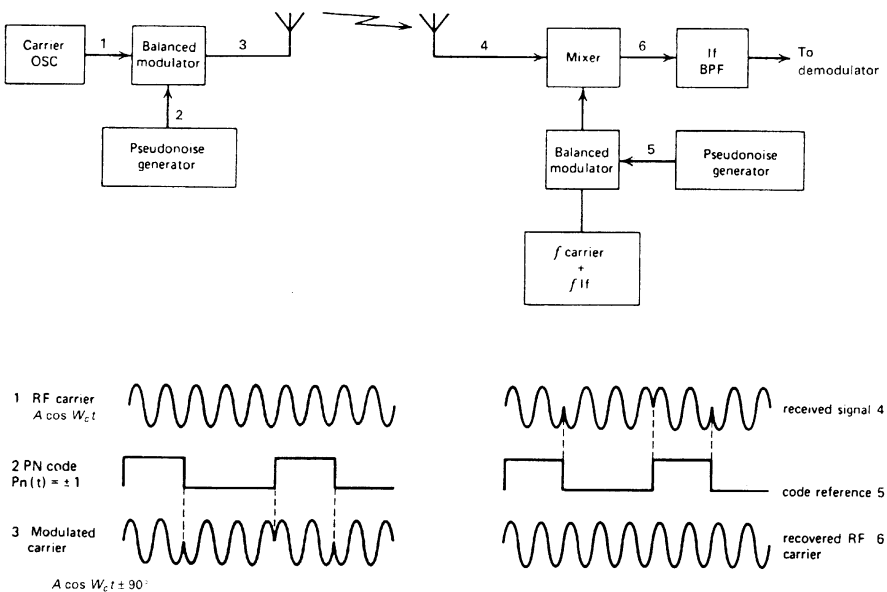 Carrier
OSC
1
Balanced
modulator
3
2
Pseudonoise
generator
4
Mixer
6
If
BPF
To
demodulator
Balanced
modulator
5
Pseudonoise
generator
f carrier
+
f If
1 RF carrier
A cos W_c t
2 PN code
Pn (t) = ± 1
3 Modulated
carrier
A cos W_c t ± 90°
received signal 4
code reference 5
recovered RF 6
carrier